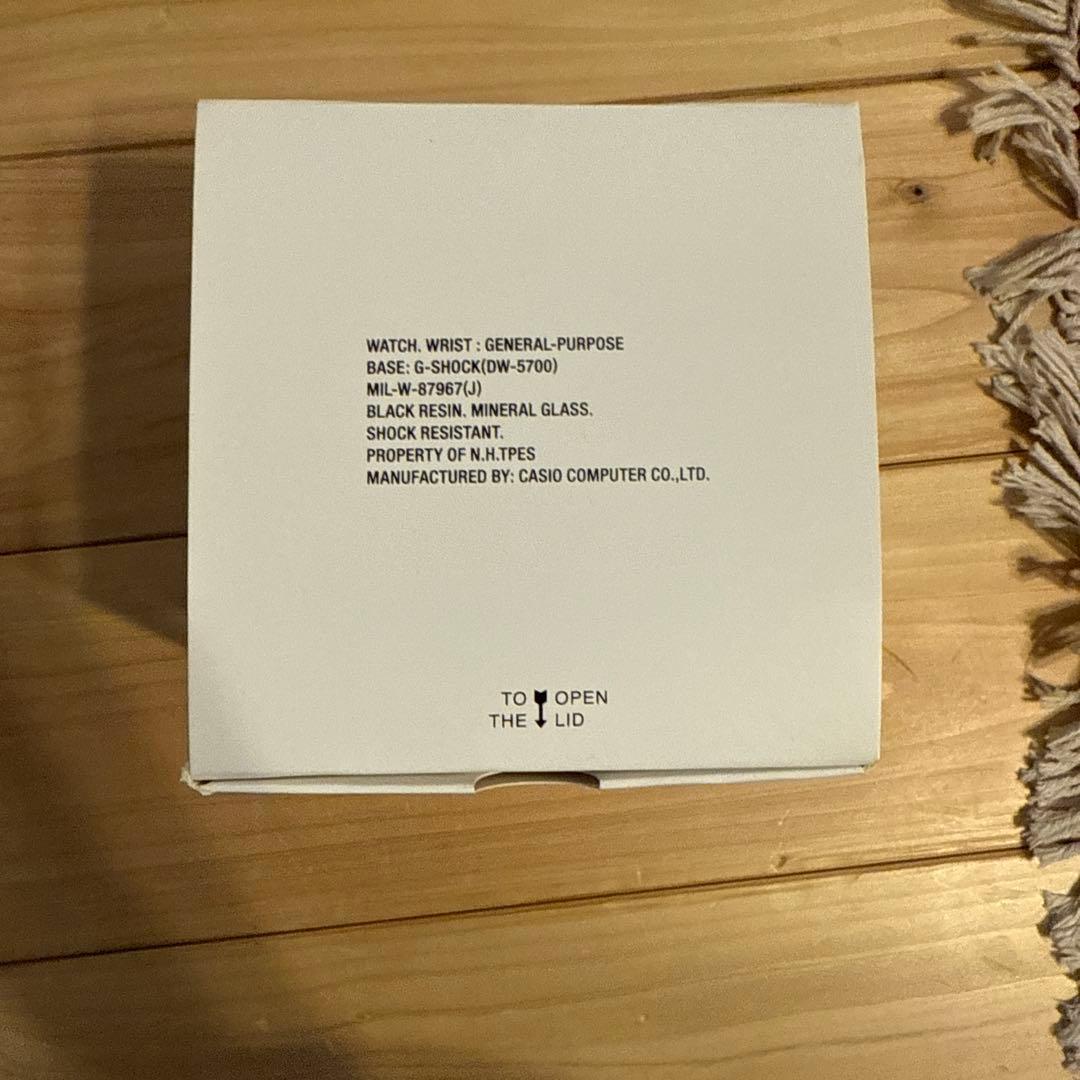 WATCH. WRIST : GENERAL-PURPOSE
BASE: G-SHOCK(DW-5700)
MIL-W-87967(J)
BLACK RESIN. MINERAL GLASS.
SHOCK RESISTANT.
PROPERTY OF N.H.TPES
MANUFACTURED BY: CASIO COMPUTER CO.,LTD.
TO OPEN
THE LID